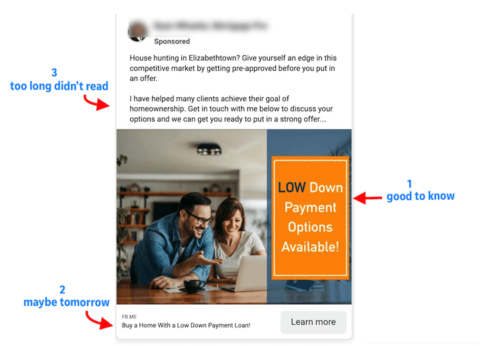 Sponsored
House hunting in Elizabethtown? Give yourself an edge in this
competitive market by getting pre-approved before you put in
an offer.
3
too long didn't read
I have helped many clients achieve their goal of
homeownership. Get in touch with me below to discuss your
options and we can get you ready to put in a strong offer...
LOW Down
Payment
Options
Available!
1
good to know
2
maybe tomorrow
FB.ME
Buy a Home With a Low Down Payment Loan!
Learn more